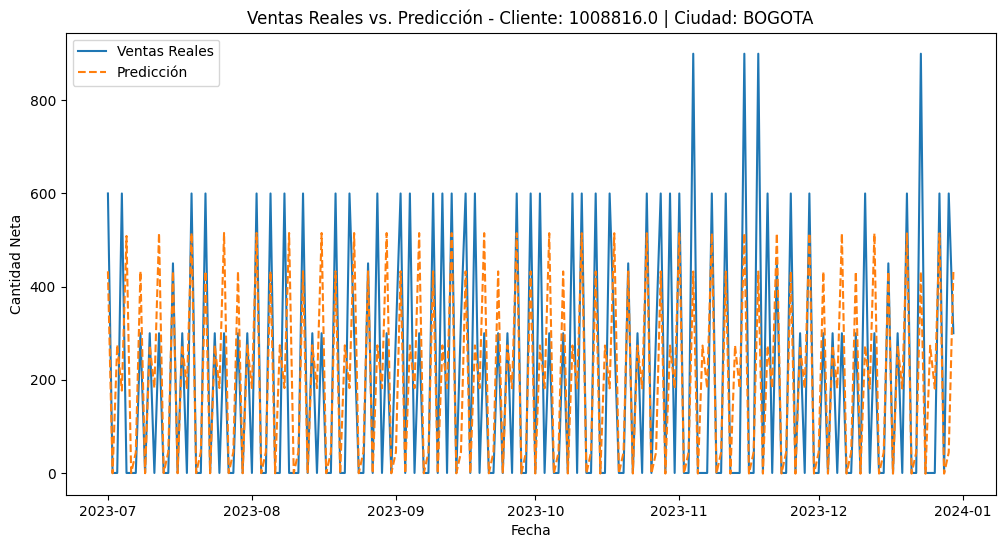 Ventas Reales vs. Predicción - Cliente: 1008816.0 | Ciudad: BOGOTA
Ventas Reales
Predicción
Cantidad Neta
800
600
400
200
0
2023-07
2023-08
2023-09
2023-10
2023-11
2023-12
2024-01
Fecha